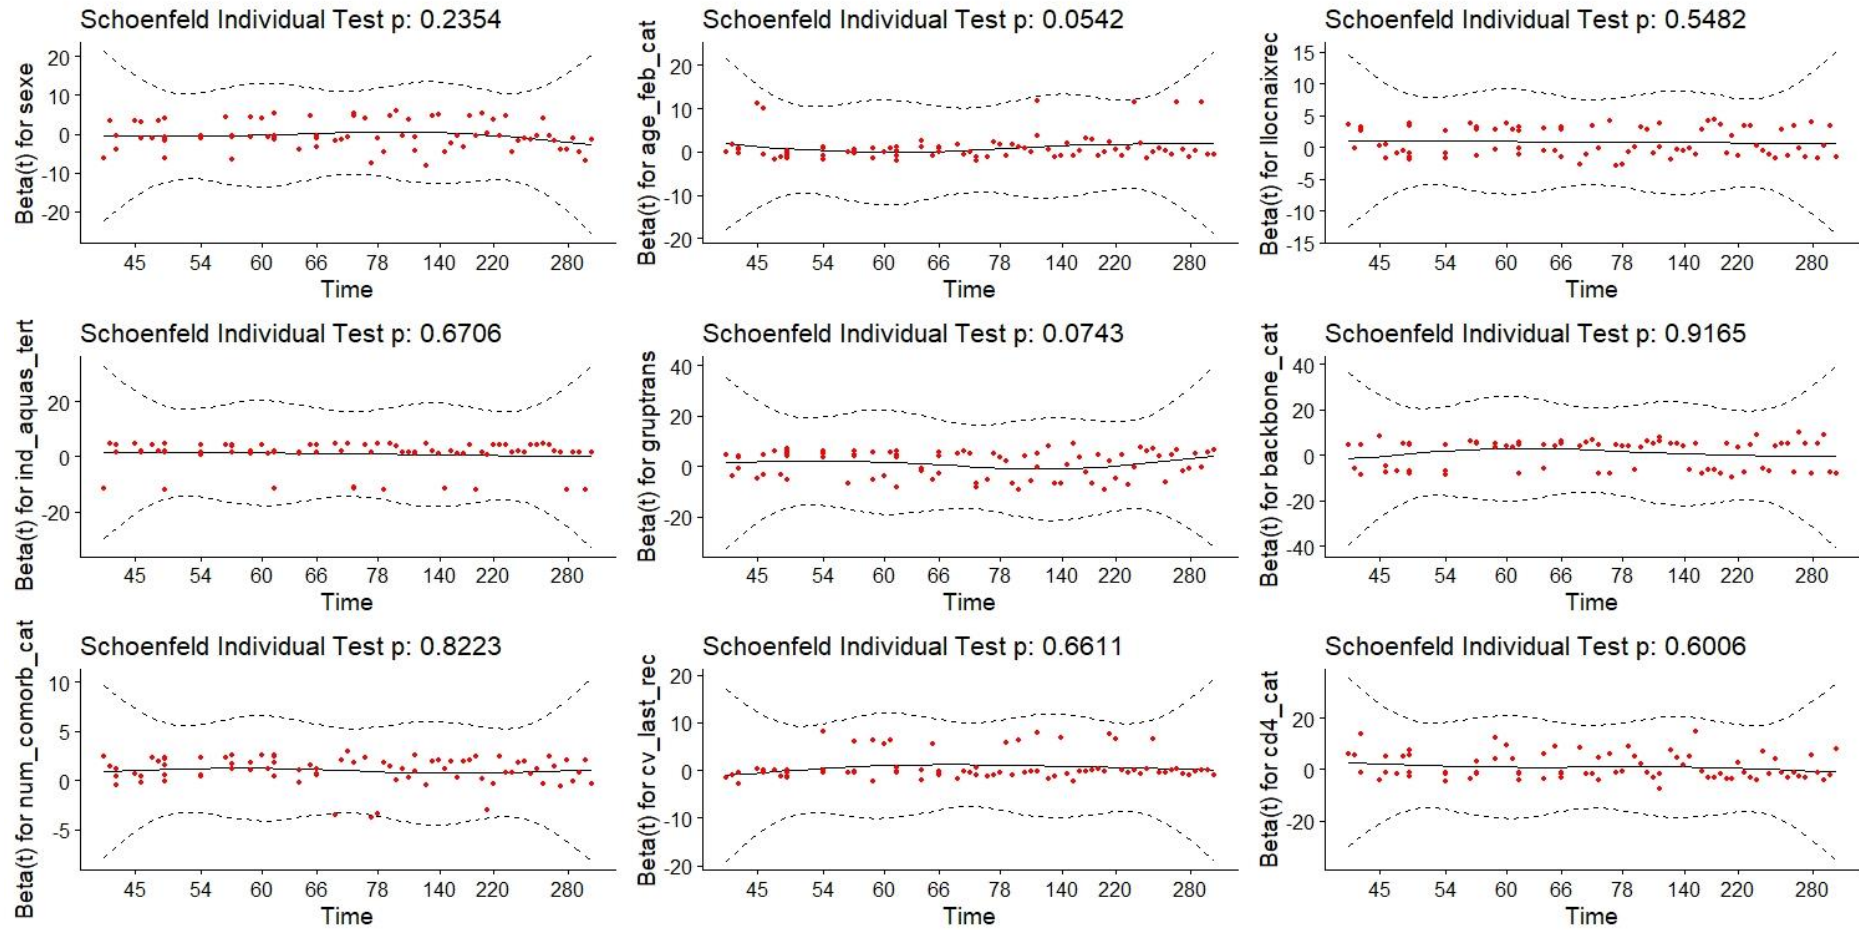 Schoenfeld Individual Test p: 0.2354
Beta(t) for sexe
20
10
0
-10
-20
45 54 60 66 78 140 220 280
Time
Schoenfeld Individual Test p: 0.0542
Beta(t) for age_feb_cat
20
10
0
-10
-20
45 54 60 66 78 140 220 280
Time
Schoenfeld Individual Test p: 0.5482
Beta(t) for llocnaixrec
15
10
5
0
-5
-10
-15
45 54 60 66 78 140 220 280
Time
Schoenfeld Individual Test p: 0.6706
Beta(t) for ind_aquas_tert
20
0
-20
45 54 60 66 78 140 220 280
Time
Schoenfeld Individual Test p: 0.0743
Beta(t) for gruptrans
40
20
0
-20
45 54 60 66 78 140 220 280
Time
Schoenfeld Individual Test p: 0.9165
Beta(t) for backbone_cat
40
20
0
-20
-40
45 54 60 66 78 140 220 280
Time
Schoenfeld Individual Test p: 0.8223
Beta(t) for num_comorb_cat
10
5
0
-5
45 54 60 66 78 140 220 280
Time
Schoenfeld Individual Test p: 0.6611
Beta(t) for cv_last_rec
20
10
0
-10
-20
45 54 60 66 78 140 220 280
Time
Schoenfeld Individual Test p: 0.6006
Beta(t) for cd4_cat
20
0
-20
45 54 60 66 78 140 220 280
Time